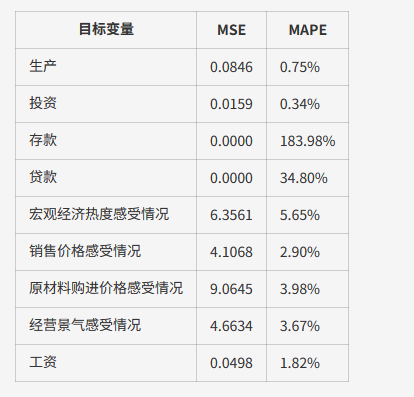 目标变量 MSE MAPE
生产 0.0846 0.75%
投资 0.0159 0.34%
存款 0.0000 183.98%
贷款 0.0000 34.80%
宏观经济热度感受情况 6.3561 5.65%
销售价格感受情况 4.1068 2.90%
原材料购进价格感受情况 9.0645 3.98%
经营景气感受情况 4.6634 3.67%
工资 0.0498 1.82%